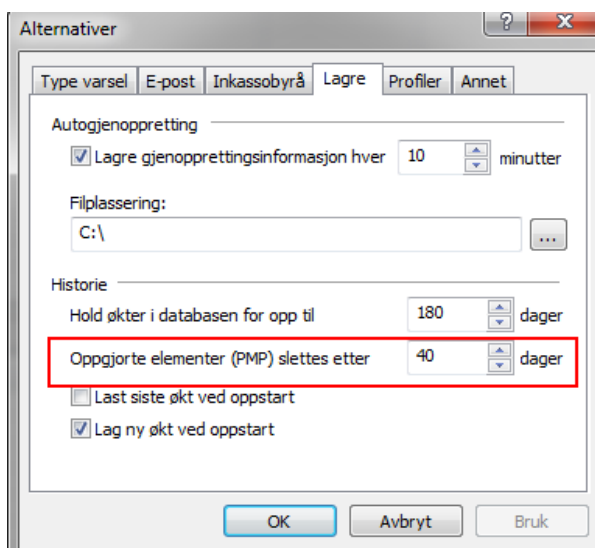 Alternativer
Type varsel E-post Inkassobyrå Lagre Profiler Annet
Autogjenoppretting
Lagre gjenopprettingsinformasjon hver 10 minutter
Filplassering:
C:\
...
Historie
Hold økter i databasen for opp til 180 dager
Oppgjorte elementer (PMP) slettes etter 40 dager
Last siste økt ved oppstart
Lag ny økt ved oppstart
OK Avbryt Bruk